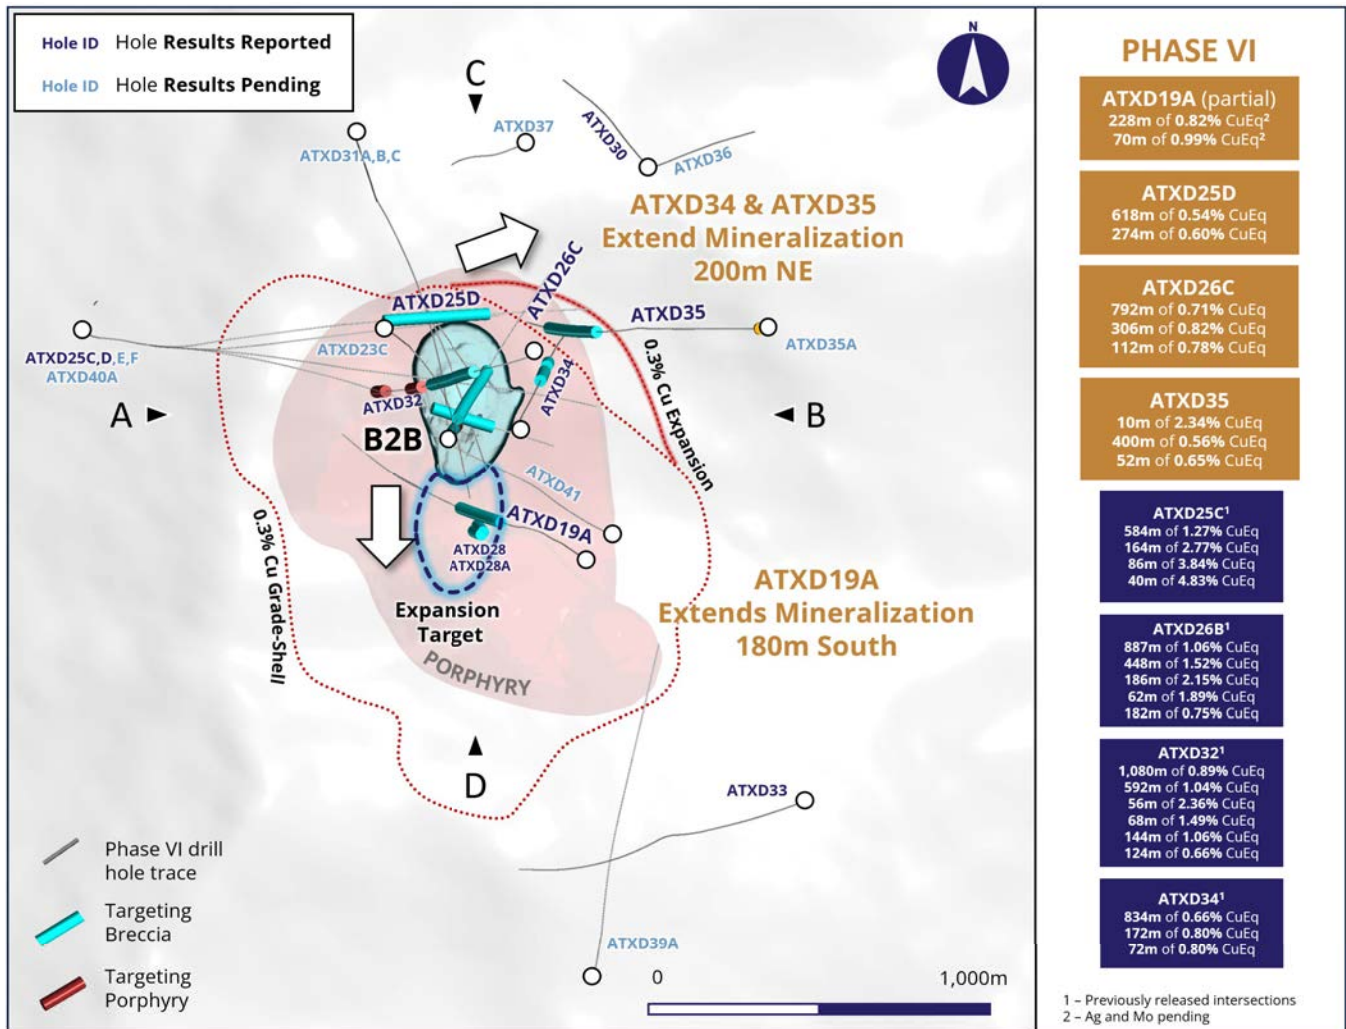 Hole ID Hole Results Reported
Hole ID Hole Results Pending
N
C
ATXD37
ATXD31A,B,C
ATXD30
ATXD36
ATXD34 & ATXD35
Extend Mineralization
200m NE
ATXD26C
ATXD25D
ATXD35
ATXD35A
ATXD23C
ATXD25C,D,E,F
ATXD40A
ATXD32
ATXD34
0.3% Cu Expansion
A
B
B2B
ATXD41
ATXD19A
ATXD28
ATXD28A
0.3% Cu Grade-Shell
Expansion
Target
PORPHYRY
ATXD19A
Extends Mineralization
180m South
D
ATXD33
ATXD39A
Phase VI drill
hole trace
Targeting
Breccia
Targeting
Porphyry
0 1,000m
PHASE VI
ATXD19A (partial)
228m of 0.82% CuEq²
70m of 0.99% CuEq²
ATXD25D
618m of 0.54% CuEq
274m of 0.60% CuEq
ATXD26C
792m of 0.71% CuEq
306m of 0.82% CuEq
112m of 0.78% CuEq
ATXD35
10m of 2.34% CuEq
400m of 0.56% CuEq
52m of 0.65% CuEq
ATXD25C¹
584m of 1.27% CuEq
164m of 2.77% CuEq
86m of 3.84% CuEq
40m of 4.83% CuEq
ATXD26B¹
887m of 1.06% CuEq
448m of 1.52% CuEq
186m of 2.15% CuEq
62m of 1.89% CuEq
182m of 0.75% CuEq
ATXD32¹
1,080m of 0.89% CuEq
592m of 1.04% CuEq
56m of 2.36% CuEq
68m of 1.49% CuEq
144m of 1.06% CuEq
124m of 0.66% CuEq
ATXD34¹
834m of 0.66% CuEq
172m of 0.80% CuEq
72m of 0.80% CuEq
1 – Previously released intersections
2 – Ag and Mo pending